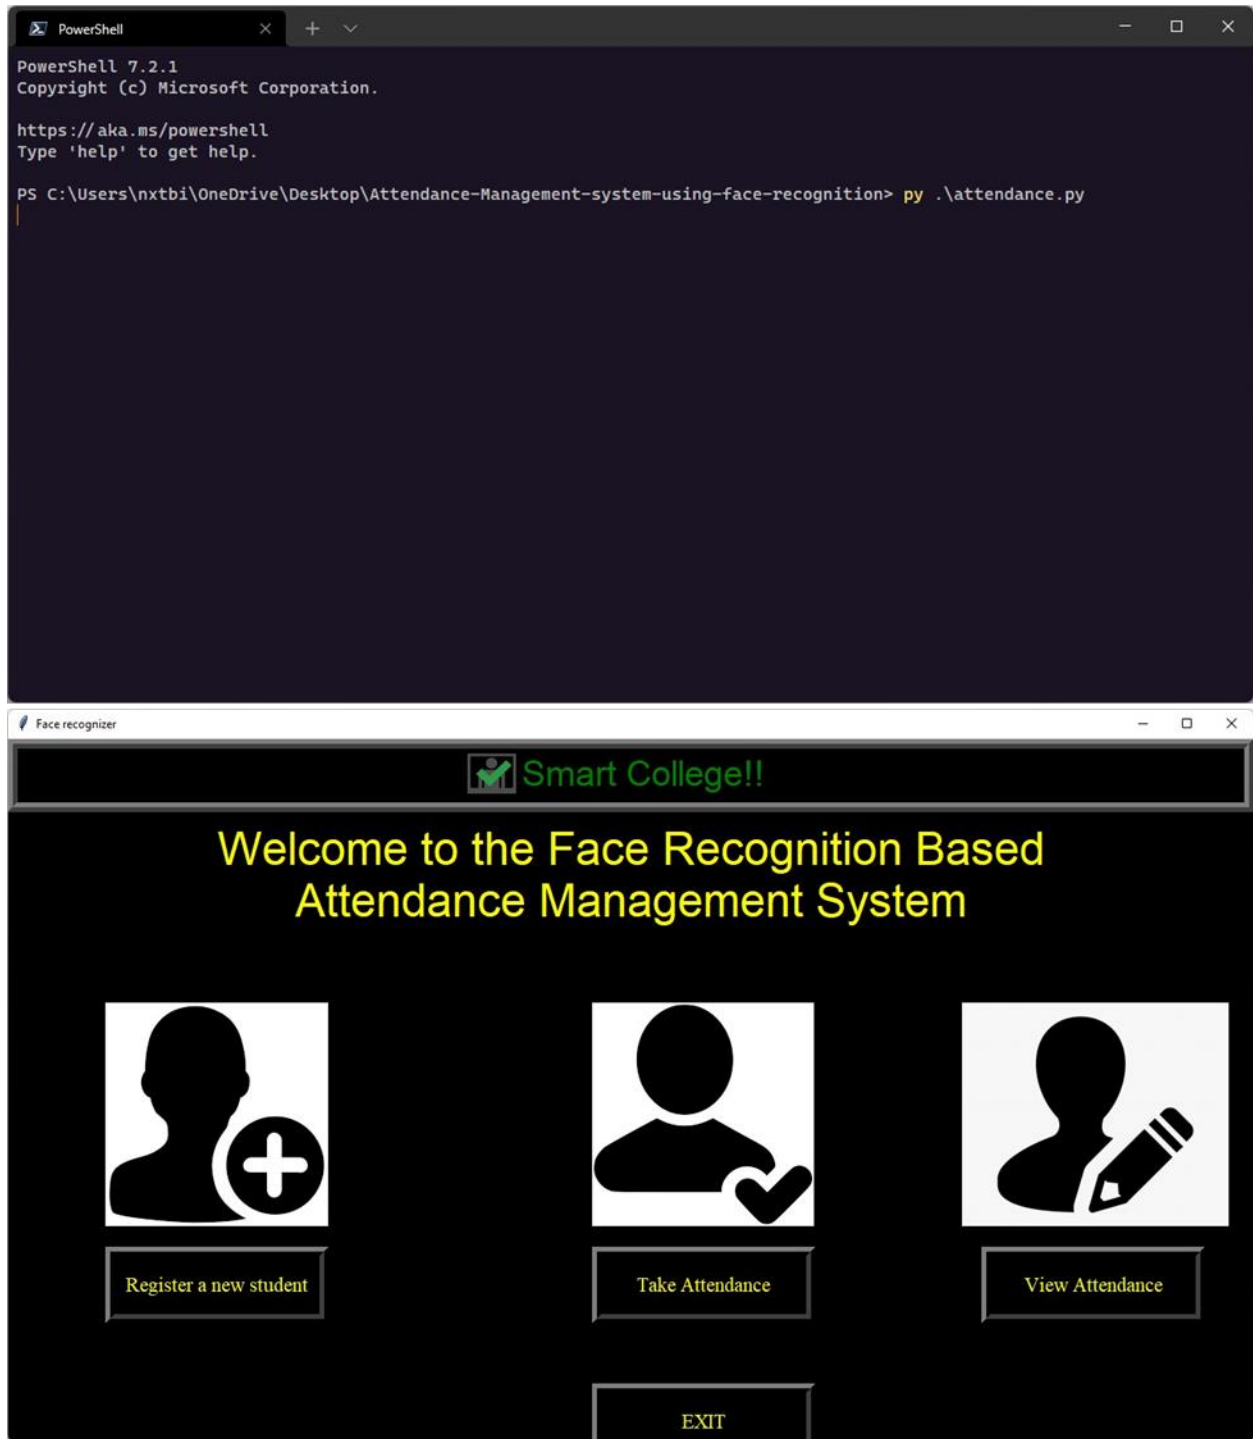 PowerShell
PowerShell 7.2.1
Copyright (c) Microsoft Corporation.
https://aka.ms/powershell
Type 'help' to get help.
PS C:\Users\nxtbi\OneDrive\Desktop\Attendance-Management-system-using-face-recognition> py .\attendance.py
Face recognizer
Smart College!!
Welcome to the Face Recognition Based
Attendance Management System
Register a new student
Take Attendance
View Attendance
EXIT